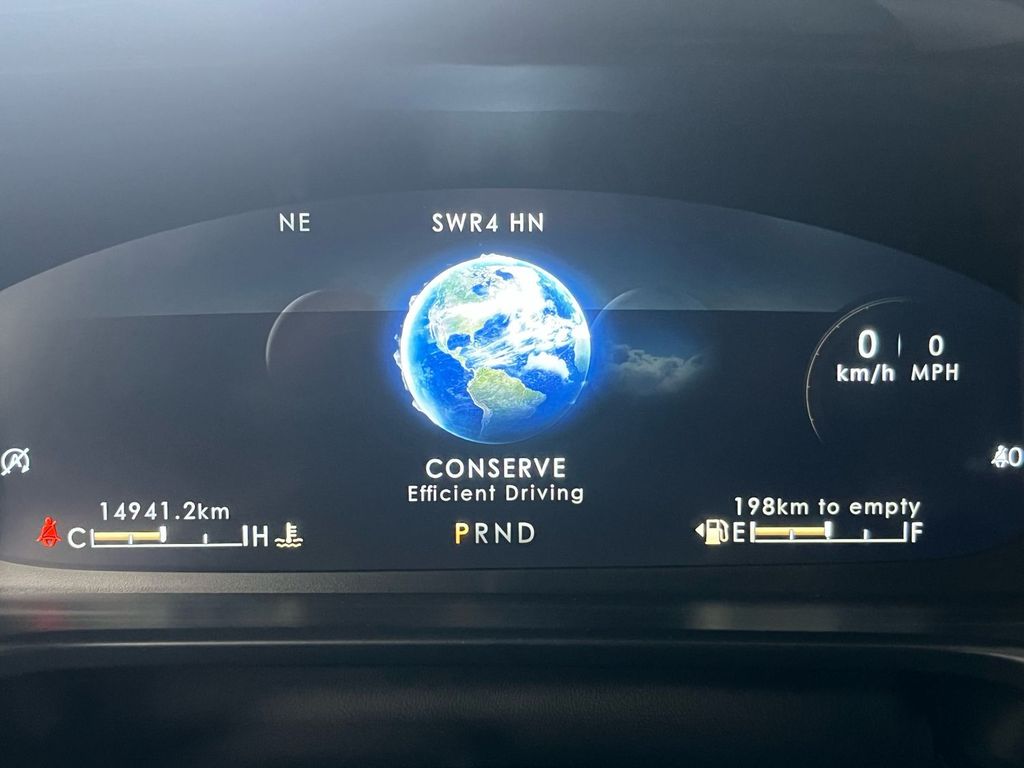 NE
SWR4 HN
0 0
km/h MPH
CONSERVE
Efficient Driving
14941.2km
C H
PRND
198km to empty
E F